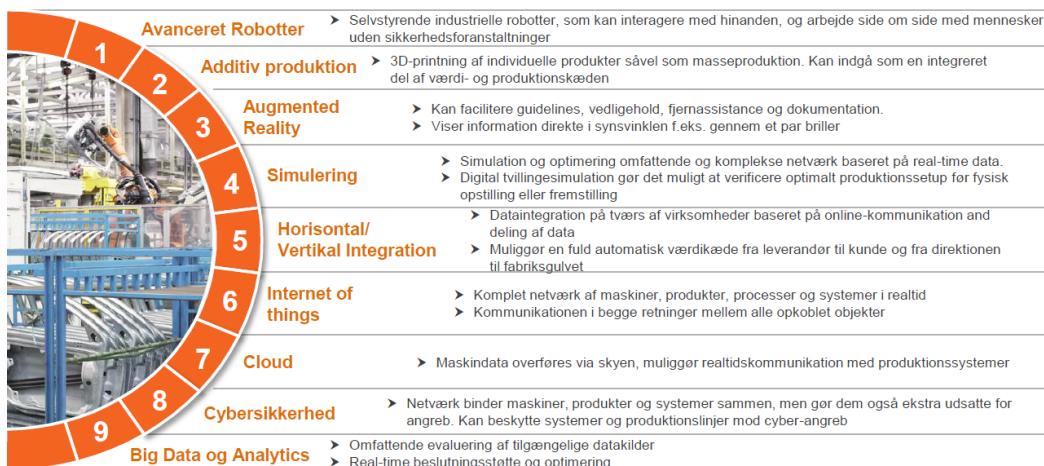 1
Avanceret Robotter
➤ Selvstyrende industrielle robotter, som kan interagere med hinanden, og arbejde side om side med mennesker
uden sikkerhedsforanstaltninger
2
Additiv produktion
➤ 3D-printning af individuelle produkter såvel som masseproduktion. Kan indgå som en integreret
del af værdi- og produktionskæden
3
Augmented
Reality
➤ Kan facilitere guidelines, vedligehold, fjernassistance og dokumentation.
➤ Viser information direkte i synsvinklen f.eks. gennem et par briller
4
Simulering
➤ Simulation og optimering omfattende og komplekse netværk baseret på real-time data.
➤ Digital tvillingesimulation gør det muligt at verificere optimalt produktionssetup før fysisk
opstilling eller fremstilling
5
Horisontal/
Vertikal Integration
➤ Dataintegration på tværs af virksomheder baseret på online-kommunikation and
deling af data
➤ Muliggør en fuld automatisk værdikæde fra leverandør til kunde og fra direktionen
til fabriksgulvet
6
Internet of
things
➤ Komplet netværk af maskiner, produkter, processer og systemer i realtid
➤ Kommunikationen i begge retninger mellem alle opkoblet objekter
7
Cloud
➤ Maskindata overføres via skyen, muliggør realtidskommunikation med produktionssystemer
8
Cybersikkerhed
➤ Netværk binder maskiner, produkter og systemer sammen, men gør dem også ekstra udsatte for
angreb. Kan beskytte systemer og produktionslinjer mod cyber-angreb
9
Big Data og Analytics
➤ Omfattende evaluering af tilgængelige datakilder
➤ Real-time beslutningsstøtte og optimering